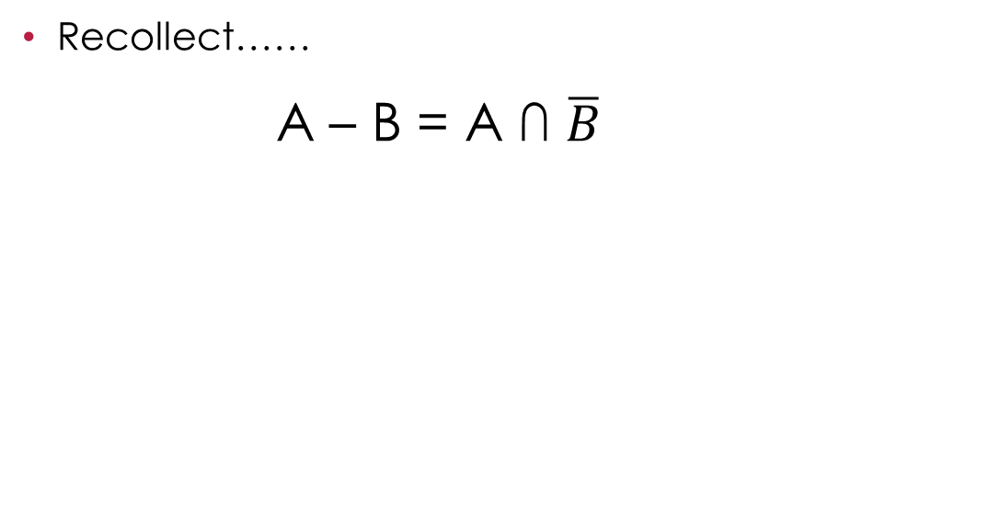 • Recollect……
A – B = A ∩ B̅